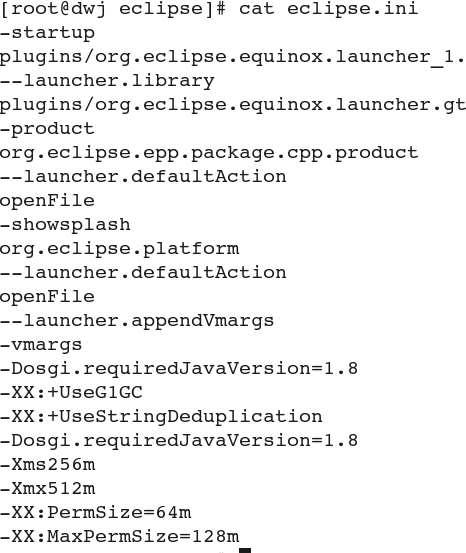 [root@dwj eclipse]# cat eclipse.ini
-startup
plugins/org.eclipse.equinox.launcher_1.
--launcher.library
plugins/org.eclipse.equinox.launcher.gt
-product
org.eclipse.epp.package.cpp.product
--launcher.defaultAction
openFile
-showsplash
org.eclipse.platform
--launcher.defaultAction
openFile
--launcher.appendVmargs
-vmargs
-Dosgi.requiredJavaVersion=1.8
-XX:+UseG1GC
-XX:+UseStringDeduplication
-Dosgi.requiredJavaVersion=1.8
-Xms256m
-Xmx512m
-XX:PermSize=64m
-XX:MaxPermSize=128m